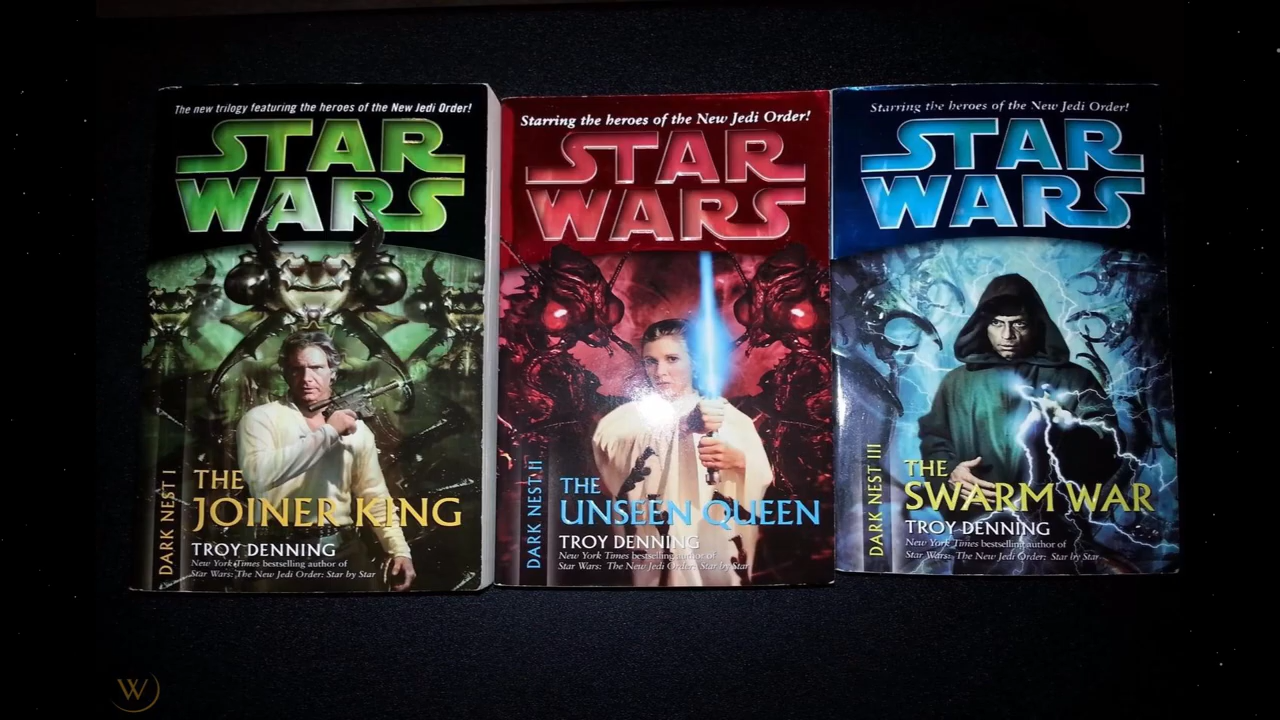 The new trilogy featuring the heroes of the New Jedi Order!
STAR
WARS
DARK NEST I
THE
JOINER KING
TROY DENNING
New York Times bestselling author of
Star Wars: The New Jedi Order: Star by Star
Starring the heroes of the New Jedi Order!
STAR
WARS
DARK NEST II
THE
UNSEEN QUEEN
TROY DENNING
New York Times bestselling author of
Star Wars: The New Jedi Order: Star by Star
Starring the heroes of the New Jedi Order!
STAR
WARS
DARK NEST III
THE
SWARM WAR
TROY DENNING
New York Times bestselling author of
Star Wars: The New Jedi Order: Star by Star
W